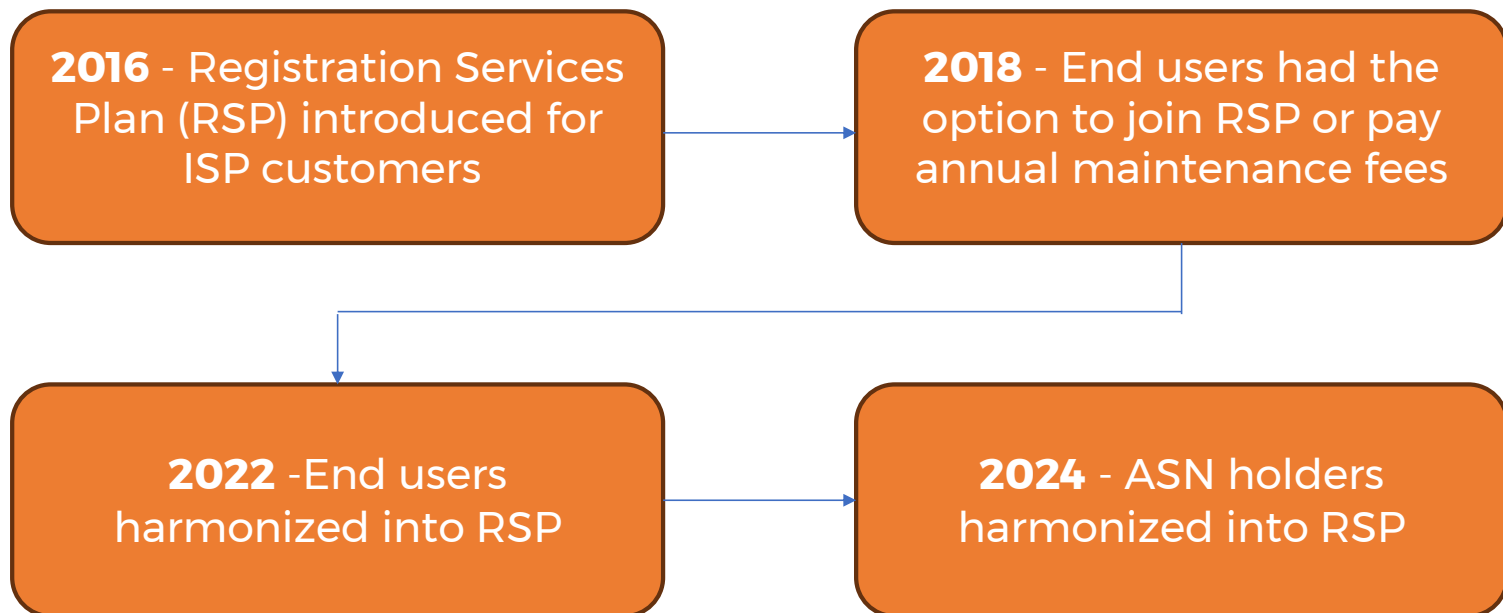 2016 - Registration Services
Plan (RSP) introduced for
ISP customers
2018 - End users had the
option to join RSP or pay
annual maintenance fees
2022 -End users
harmonized into RSP
2024 - ASN holders
harmonized into RSP